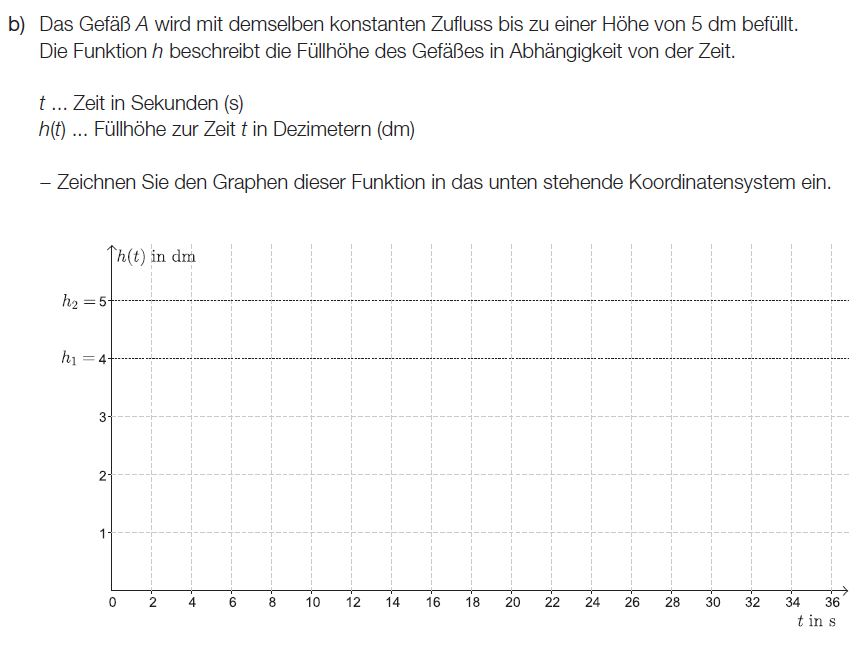 b) Das Gefäß A wird mit demselben konstanten Zufluss bis zu einer Höhe von 5 dm befüllt.
Die Funktion h beschreibt die Füllhöhe des Gefäßes in Abhängigkeit von der Zeit.
t ... Zeit in Sekunden (s)
h(t) ... Füllhöhe zur Zeit t in Dezimetern (dm)
– Zeichnen Sie den Graphen dieser Funktion in das unten stehende Koordinatensystem ein.
h(t) in dm
h₂ = 5
h₁ = 4
3
2
1
0 2 4 6 8 10 12 14 16 18 20 22 24 26 28 30 32 34 36
t in s